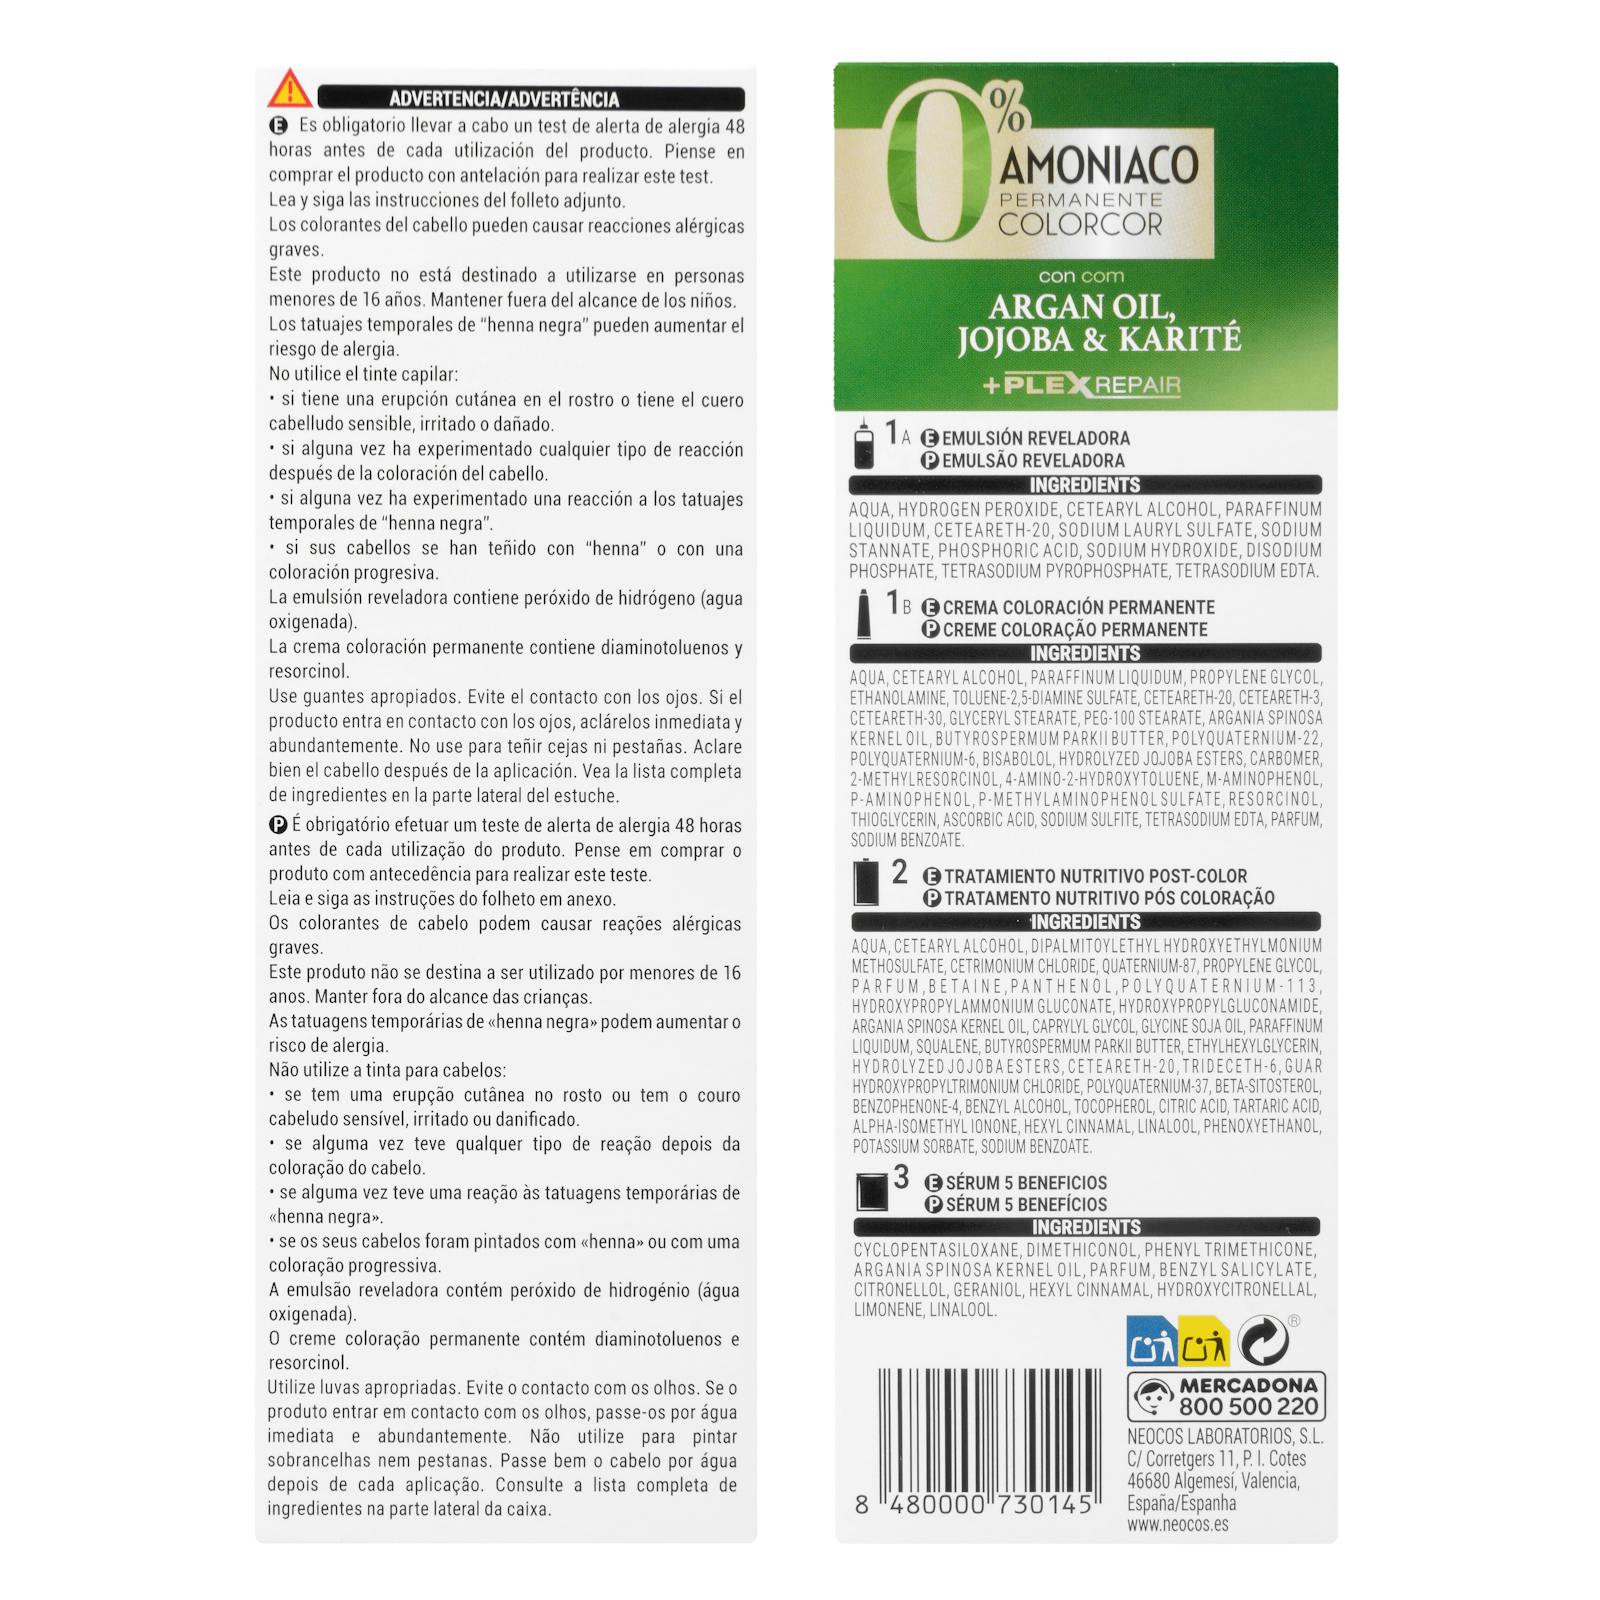 ADVERTENCIA/ADVERTÊNCIA
E Es obligatorio llevar a cabo un test de alerta de alergia 48
horas antes de cada utilización del producto. Piense en
comprar el producto con antelación para realizar este test.
Lea y siga las instrucciones del folleto adjunto.
Los colorantes del cabello pueden causar reacciones alérgicas
graves.
Este producto no está destinado a utilizarse en personas
menores de 16 años. Mantener fuera del alcance de los niños.
Los tatuajes temporales de “henna negra” pueden aumentar el
riesgo de alergia.
No utilice el tinte capilar:
• si tiene una erupción cutánea en el rostro o tiene el cuero
cabelludo sensible, irritado o dañado.
• si alguna vez ha experimentado cualquier tipo de reacción
después de la coloración del cabello.
• si alguna vez ha experimentado una reacción a los tatuajes
temporales de “henna negra”.
• si sus cabellos se han teñido con “henna” o con una
coloración progresiva.
La emulsión reveladora contiene peróxido de hidrógeno (agua
oxigenada).
La crema coloración permanente contiene diaminotoluenos y
resorcinol.
Use guantes apropiados. Evite el contacto con los ojos. Si el
producto entra en contacto con los ojos, aclárelos inmediata y
abundantemente. No use para teñir cejas ni pestañas. Aclare
bien el cabello después de la aplicación. Vea la lista completa
de ingredientes en la parte lateral del estuche.
P É obrigatório efetuar um teste de alerta de alergia 48 horas
antes de cada utilização do produto. Pense em comprar o
produto com antecedência para realizar este teste.
Leia e siga as instruções do folheto em anexo.
Os colorantes de cabelo podem causar reações alérgicas
graves.
Este produto não se destina a ser utilizado por menores de 16
anos. Manter fora do alcance das crianças.
As tatuagens temporárias de «henna negra» podem aumentar o
risco de alergia.
Não utilize a tinta para cabelos:
• se tem uma erupção cutânea no rosto ou tem o couro
cabeludo sensível, irritado ou danificado.
• se alguma vez teve qualquer tipo de reação depois da
coloração do cabelo.
• se alguma vez teve uma reação às tatuagens temporárias de
«henna negra».
• se os seus cabelos foram pintados com «henna» ou com uma
coloração progressiva.
A emulsão reveladora contém peróxido de hidrogénio (água
oxigenada).
O creme coloração permanente contém diaminotoluenos e
resorcinol.
Utilize luvas apropriadas. Evite o contacto com os olhos. Se o
produto entrar em contacto com os olhos, passe-os por água
imediata e abundantemente. Não utilize para pintar
sobrancelhas nem pestanas. Passe bem o cabelo por água
depois de cada aplicação. Consulte a lista completa de
ingredientes na parte lateral da caixa.
0%
AMONIACO
PERMANENTE
COLORCOR
con com
ARGAN OIL,
JOJOBA & KARITÉ
+PLEXREPAIR
1A E EMULSIÓN REVELADORA
P EMULSÃO REVELADORA
INGREDIENTS
AQUA, HYDROGEN PEROXIDE, CETEARYL ALCOHOL, PARAFFINUM
LIQUIDUM, CETEARETH-20, SODIUM LAURYL SULFATE, SODIUM
STANNATE, PHOSPHORIC ACID, SODIUM HYDROXIDE, DISODIUM
PHOSPHATE, TETRASODIUM PYROPHOSPHATE, TETRASODIUM EDTA.
1B E CREMA COLORACIÓN PERMANENTE
P CREME COLORAÇÃO PERMANENTE
INGREDIENTS
AQUA, CETEARYL ALCOHOL, PARAFFINUM LIQUIDUM, PROPYLENE GLYCOL,
ETHANOLAMINE, TOLUENE-2,5-DIAMINE SULFATE, CETEARETH-20, CETEARETH-3,
CETEARETH-30, GLYCERYL STEARATE, PEG-100 STEARATE, ARGANIA SPINOSA
KERNEL OIL, BUTYROSPERMUM PARKII BUTTER, POLYQUATERNIUM-22,
POLYQUATERNIUM-6, BISABOLOL, HYDROLYZED JOJOBA ESTERS, CARBOMER,
2-METHYLRESORCINOL, 4-AMINO-2-HYDROXYTOLUENE, M-AMINOPHENOL,
P-AMINOPHENOL, P-METHYLAMINOPHENOL SULFATE, RESORCINOL,
THIOGLYCERIN, ASCORBIC ACID, SODIUM SULFITE, TETRASODIUM EDTA, PARFUM,
SODIUM BENZOATE.
2 E TRATAMIENTO NUTRITIVO POST-COLOR
P TRATAMENTO NUTRITIVO PÓS COLORAÇÃO
INGREDIENTS
AQUA, CETEARYL ALCOHOL, DIPALMITOYLETHYL HYDROXYETHYLMONIUM
METHOSULFATE, CETRIMONIUM CHLORIDE, QUATERNIUM-87, PROPYLENE GLYCOL,
PARFUM, BETAINE, PANTHENOL, POLYQUATERNIUM-113,
HYDROXYPROPYLAMMONIUM GLUCONATE, HYDROXYPROPYLGLUCONAMIDE,
ARGANIA SPINOSA KERNEL OIL, CAPRYLYL GLYCOL, GLYCINE SOJA OIL, PARAFFINUM
LIQUIDUM, SQUALENE, BUTYROSPERMUM PARKII BUTTER, ETHYLHEXYLGLYCERIN,
HYDROLYZED JOJOBA ESTERS, CETEARETH-20, TRIDECETH-6, GUAR
HYDROXYPROPYLTRIMONIUM CHLORIDE, POLYQUATERNIUM-37, BETA-SITOSTEROL,
BENZOPHENONE-4, BENZYL ALCOHOL, TOCOPHEROL, CITRIC ACID, TARTARIC ACID,
ALPHA-ISOMETHYL IONONE, HEXYL CINNAMAL, LINALOOL, PHENOXYETHANOL,
POTASSIUM SORBATE, SODIUM BENZOATE.
3 E SÉRUM 5 BENEFICIOS
P SÉRUM 5 BENEFÍCIOS
INGREDIENTS
CYCLOPENTASILOXANE, DIMETHICONOL, PHENYL TRIMETHICONE,
ARGANIA SPINOSA KERNEL OIL, PARFUM, BENZYL SALICYLATE,
CITRONELLOL, GERANIOL, HEXYL CINNAMAL, HYDROXYCITRONELLAL,
LIMONENE, LINALOOL.
®
MERCADONA
800 500 220
NEOCOS LABORATORIOS, S.L.
C/ Corretgers 11, P. I. Cotes
46680 Algemesí, Valencia,
España/Espanha
www.neocos.es
8 480000 730145